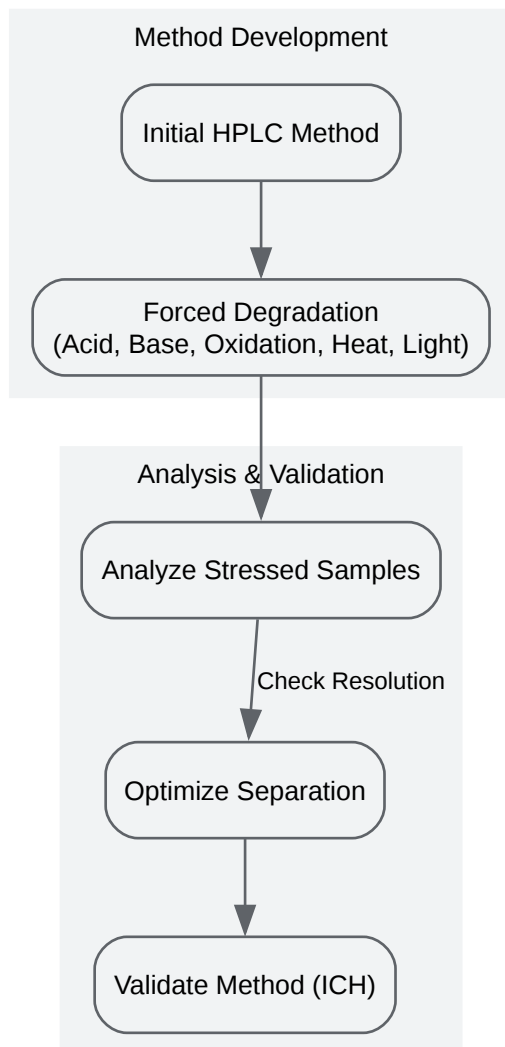 Method Development
Initial HPLC Method
Forced Degradation
(Acid, Base, Oxidation, Heat, Light)
Analysis & Validation
Analyze Stressed Samples
Check Resolution
Optimize Separation
Validate Method (ICH)